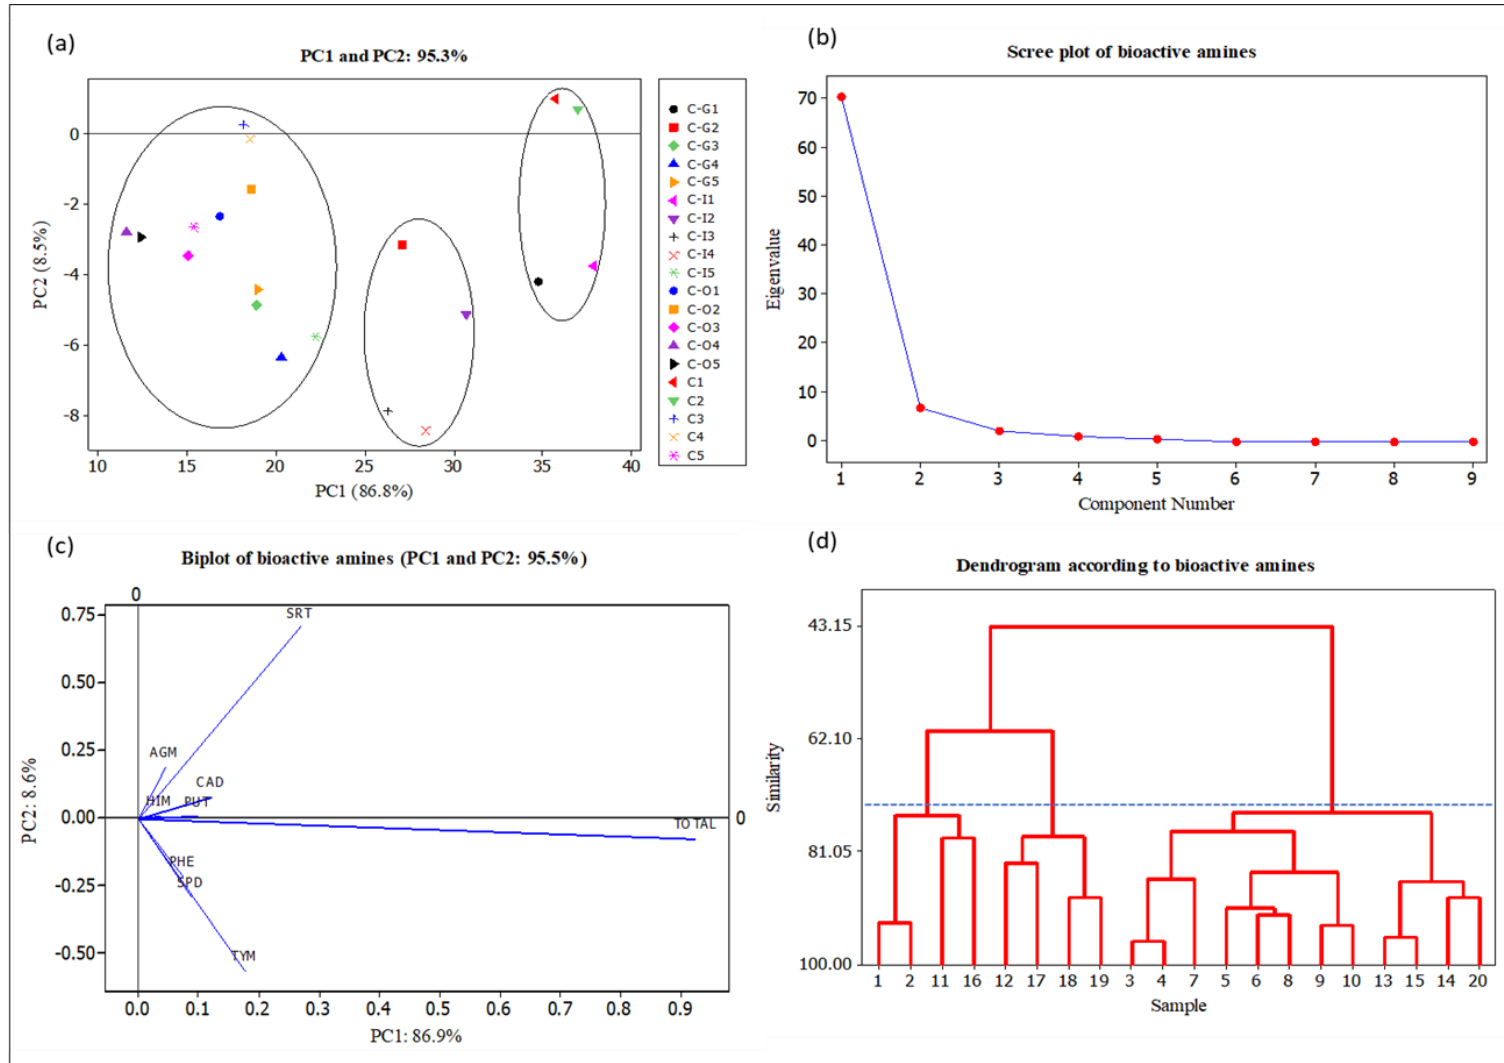 (a)
PC1 and PC2: 95.3%
0
-2
-4
-6
-8
PC2 (8.5%)
10 15 20 25 30 35 40
PC1 (86.8%)
C-G1
C-G2
C-G3
C-G4
C-G5
C-I1
C-I2
C-I3
C-I4
C-I5
C-O1
C-O2
C-O3
C-O4
C-O5
C1
C2
C3
C4
C5
(b)
Scree plot of bioactive amines
70
60
50
40
30
20
10
0
Eigenvalue
1 2 3 4 5 6 7 8 9
Component Number
(c)
Biplot of bioactive amines (PC1 and PC2: 95.5%)
0
0.75
0.50
0.25
0.00
-0.25
-0.50
PC2: 8.6%
SRT
AGM
CAD
HIM
PUT
TOTAL
0
PHE
SPD
TYM
0.0 0.1 0.2 0.3 0.4 0.5 0.6 0.7 0.8 0.9
PC1: 86.9%
(d)
Dendrogram according to bioactive amines
43.15
62.10
81.05
100.00
Similarity
1 2 11 16 12 17 18 19 3 4 7 5 6 8 9 10 13 15 14 20
Sample